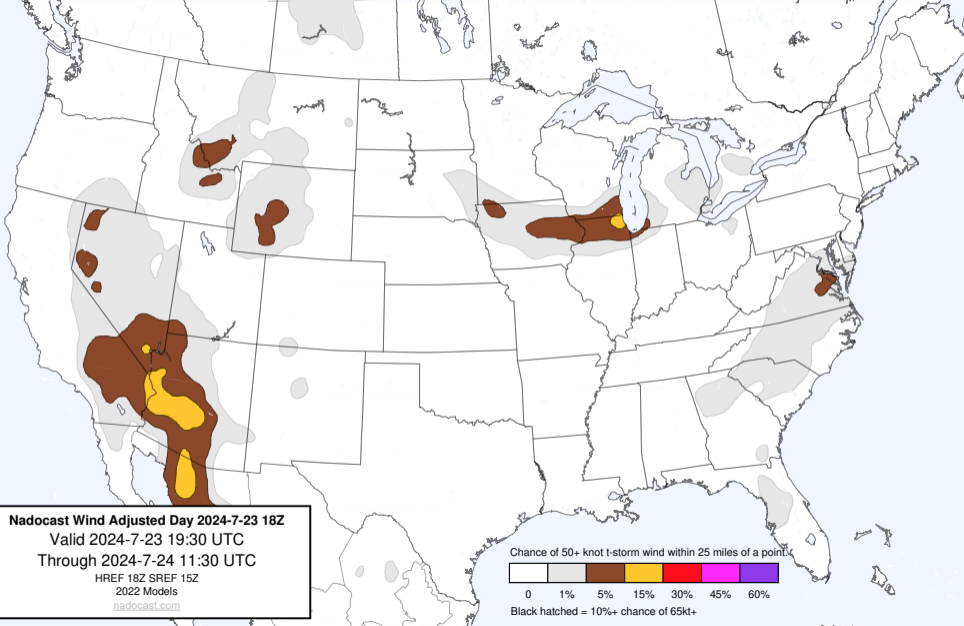 Nadocast Wind Adjusted Day 2024-7-23 18Z
Valid 2024-7-23 19:30 UTC
Through 2024-7-24 11:30 UTC
HREF 18Z SREF 15Z
2022 Models
nadocast.com
Chance of 50+ knot t-storm wind within 25 miles of a point.
0 1% 5% 15% 30% 45% 60%
Black hatched = 10%+ chance of 65kt+